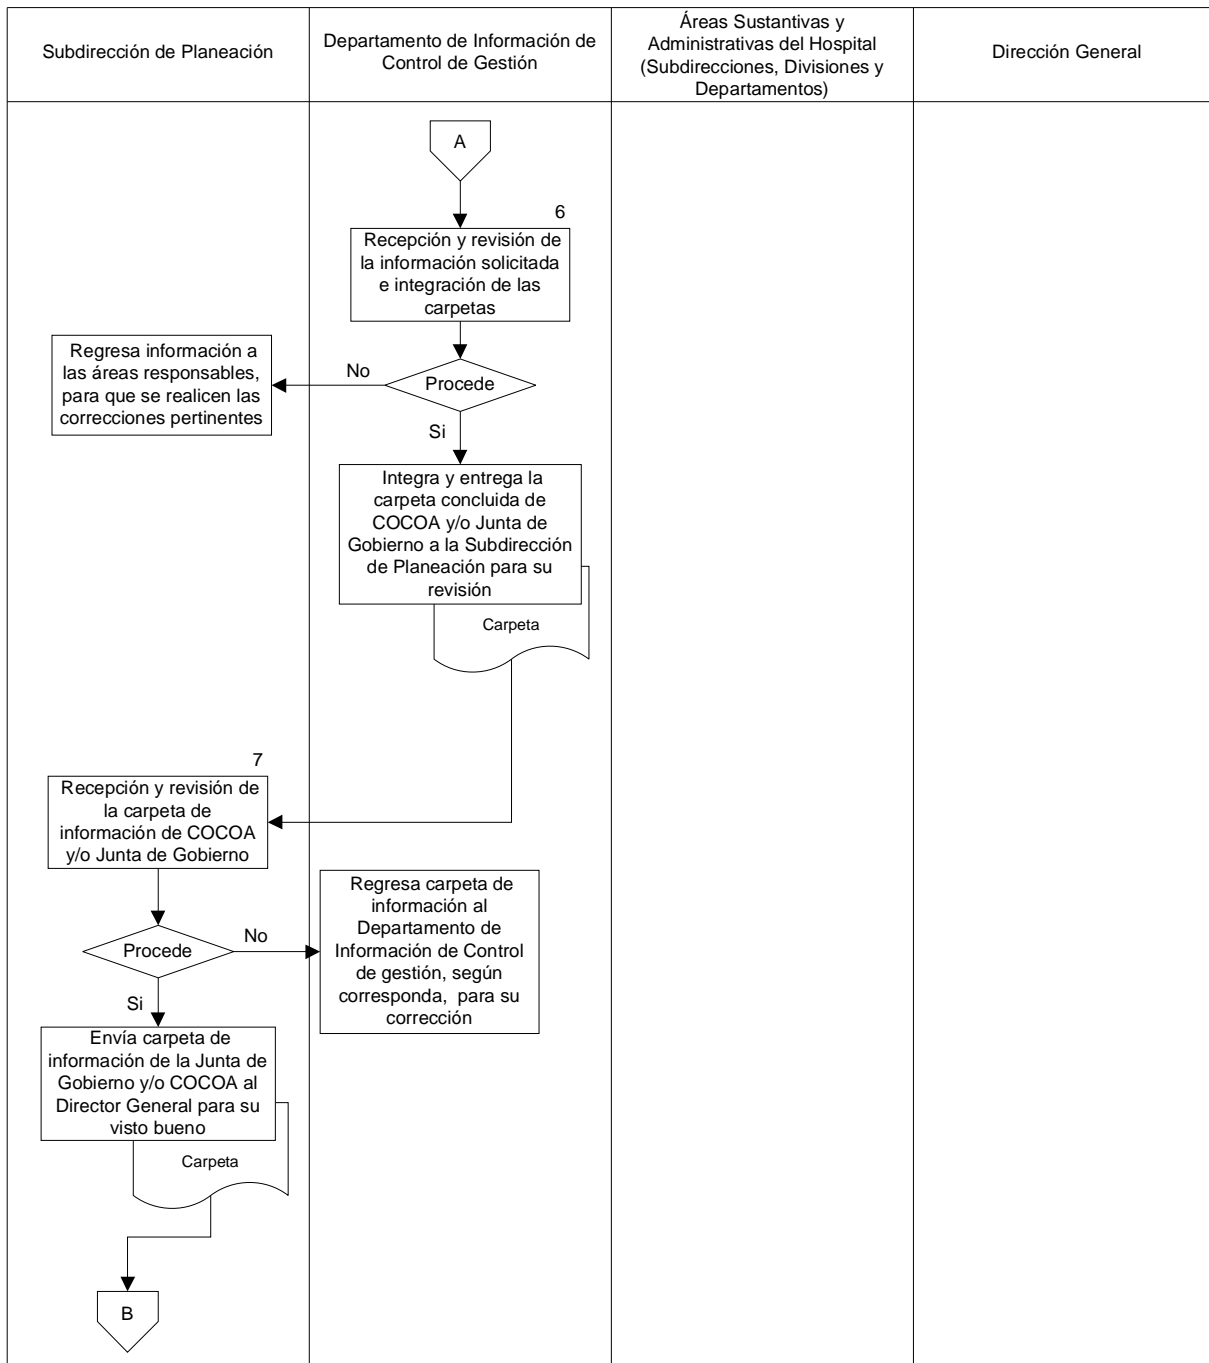 Subdirección de Planeación
Departamento de Información de
Control de Gestión
Áreas Sustantivas y
Administrativas del Hospital
(Subdirecciones, Divisiones y
Departamentos)
Dirección General
A
6
Recepción y revisión de
la información solicitada
e integración de las
carpetas
Regresa información a
las áreas responsables,
para que se realicen las
correcciones pertinentes
No
Procede
Si
Integra y entrega la
carpeta concluida de
COCOA y/o Junta de
Gobierno a la Subdirección
de Planeación para su
revisión
Carpeta
7
Recepción y revisión de
la carpeta de
información de COCOA
y/o Junta de Gobierno
Procede
No
Regresa carpeta de
información al
Departamento de
Información de Control
de gestión, según
corresponda, para su
corrección
Si
Envía carpeta de
información de la Junta de
Gobierno y/o COCOA al
Director General para su
visto bueno
Carpeta
B